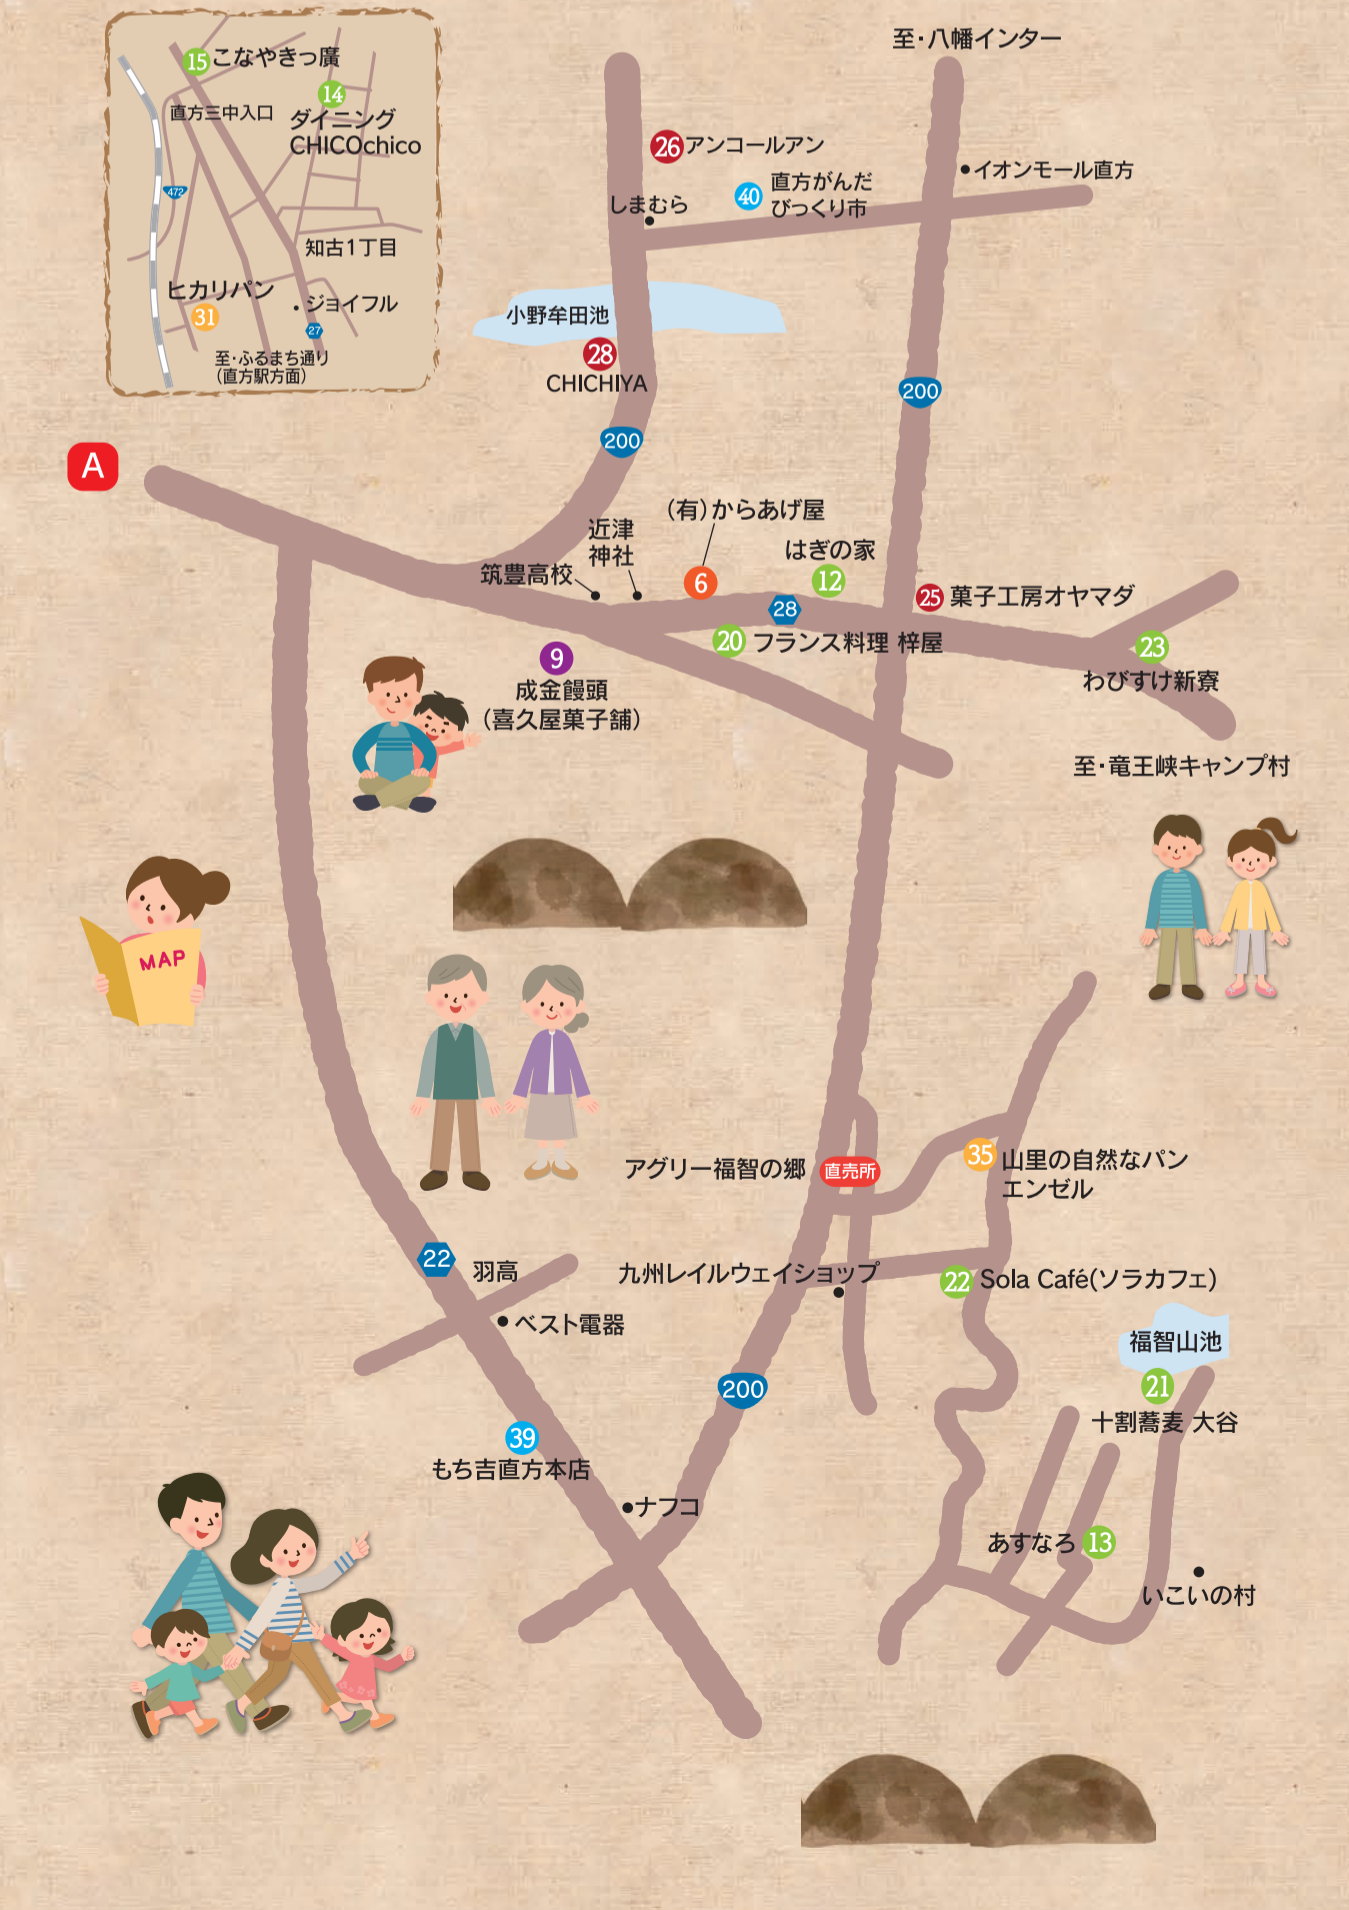 15 こなやきっ廣
14
直方三中入口
ダイニング
CHICOchico
472
知古1丁目
ヒカリパン
31
・ジョイフル
27
至・ふるまち通り
(直方駅方面)
至・八幡インター
26 アンコールアン
イオンモール直方
40 直方がんだ
びっくり市
しまむら
小野牟田池
28
CHICHIYA
200
200
A
(有)からあげ屋
近津
神社
はぎの家
筑豊高校
6
12
28
25 菓子工房オヤマダ
20 フランス料理 梓屋
23
わびすけ新寮
9
成金饅頭
(喜久屋菓子舗)
至・竜王峡キャンプ村
MAP
アグリー福智の郷 直売所
35 山里の自然なパン
エンゼル
22
羽高
九州レイルウェイショップ
22 Sola Café(ソラカフェ)
ベスト電器
福智山池
200
21
十割蕎麦 大谷
39
もち吉直方本店
ナフコ
あすなろ 13
いこいの村